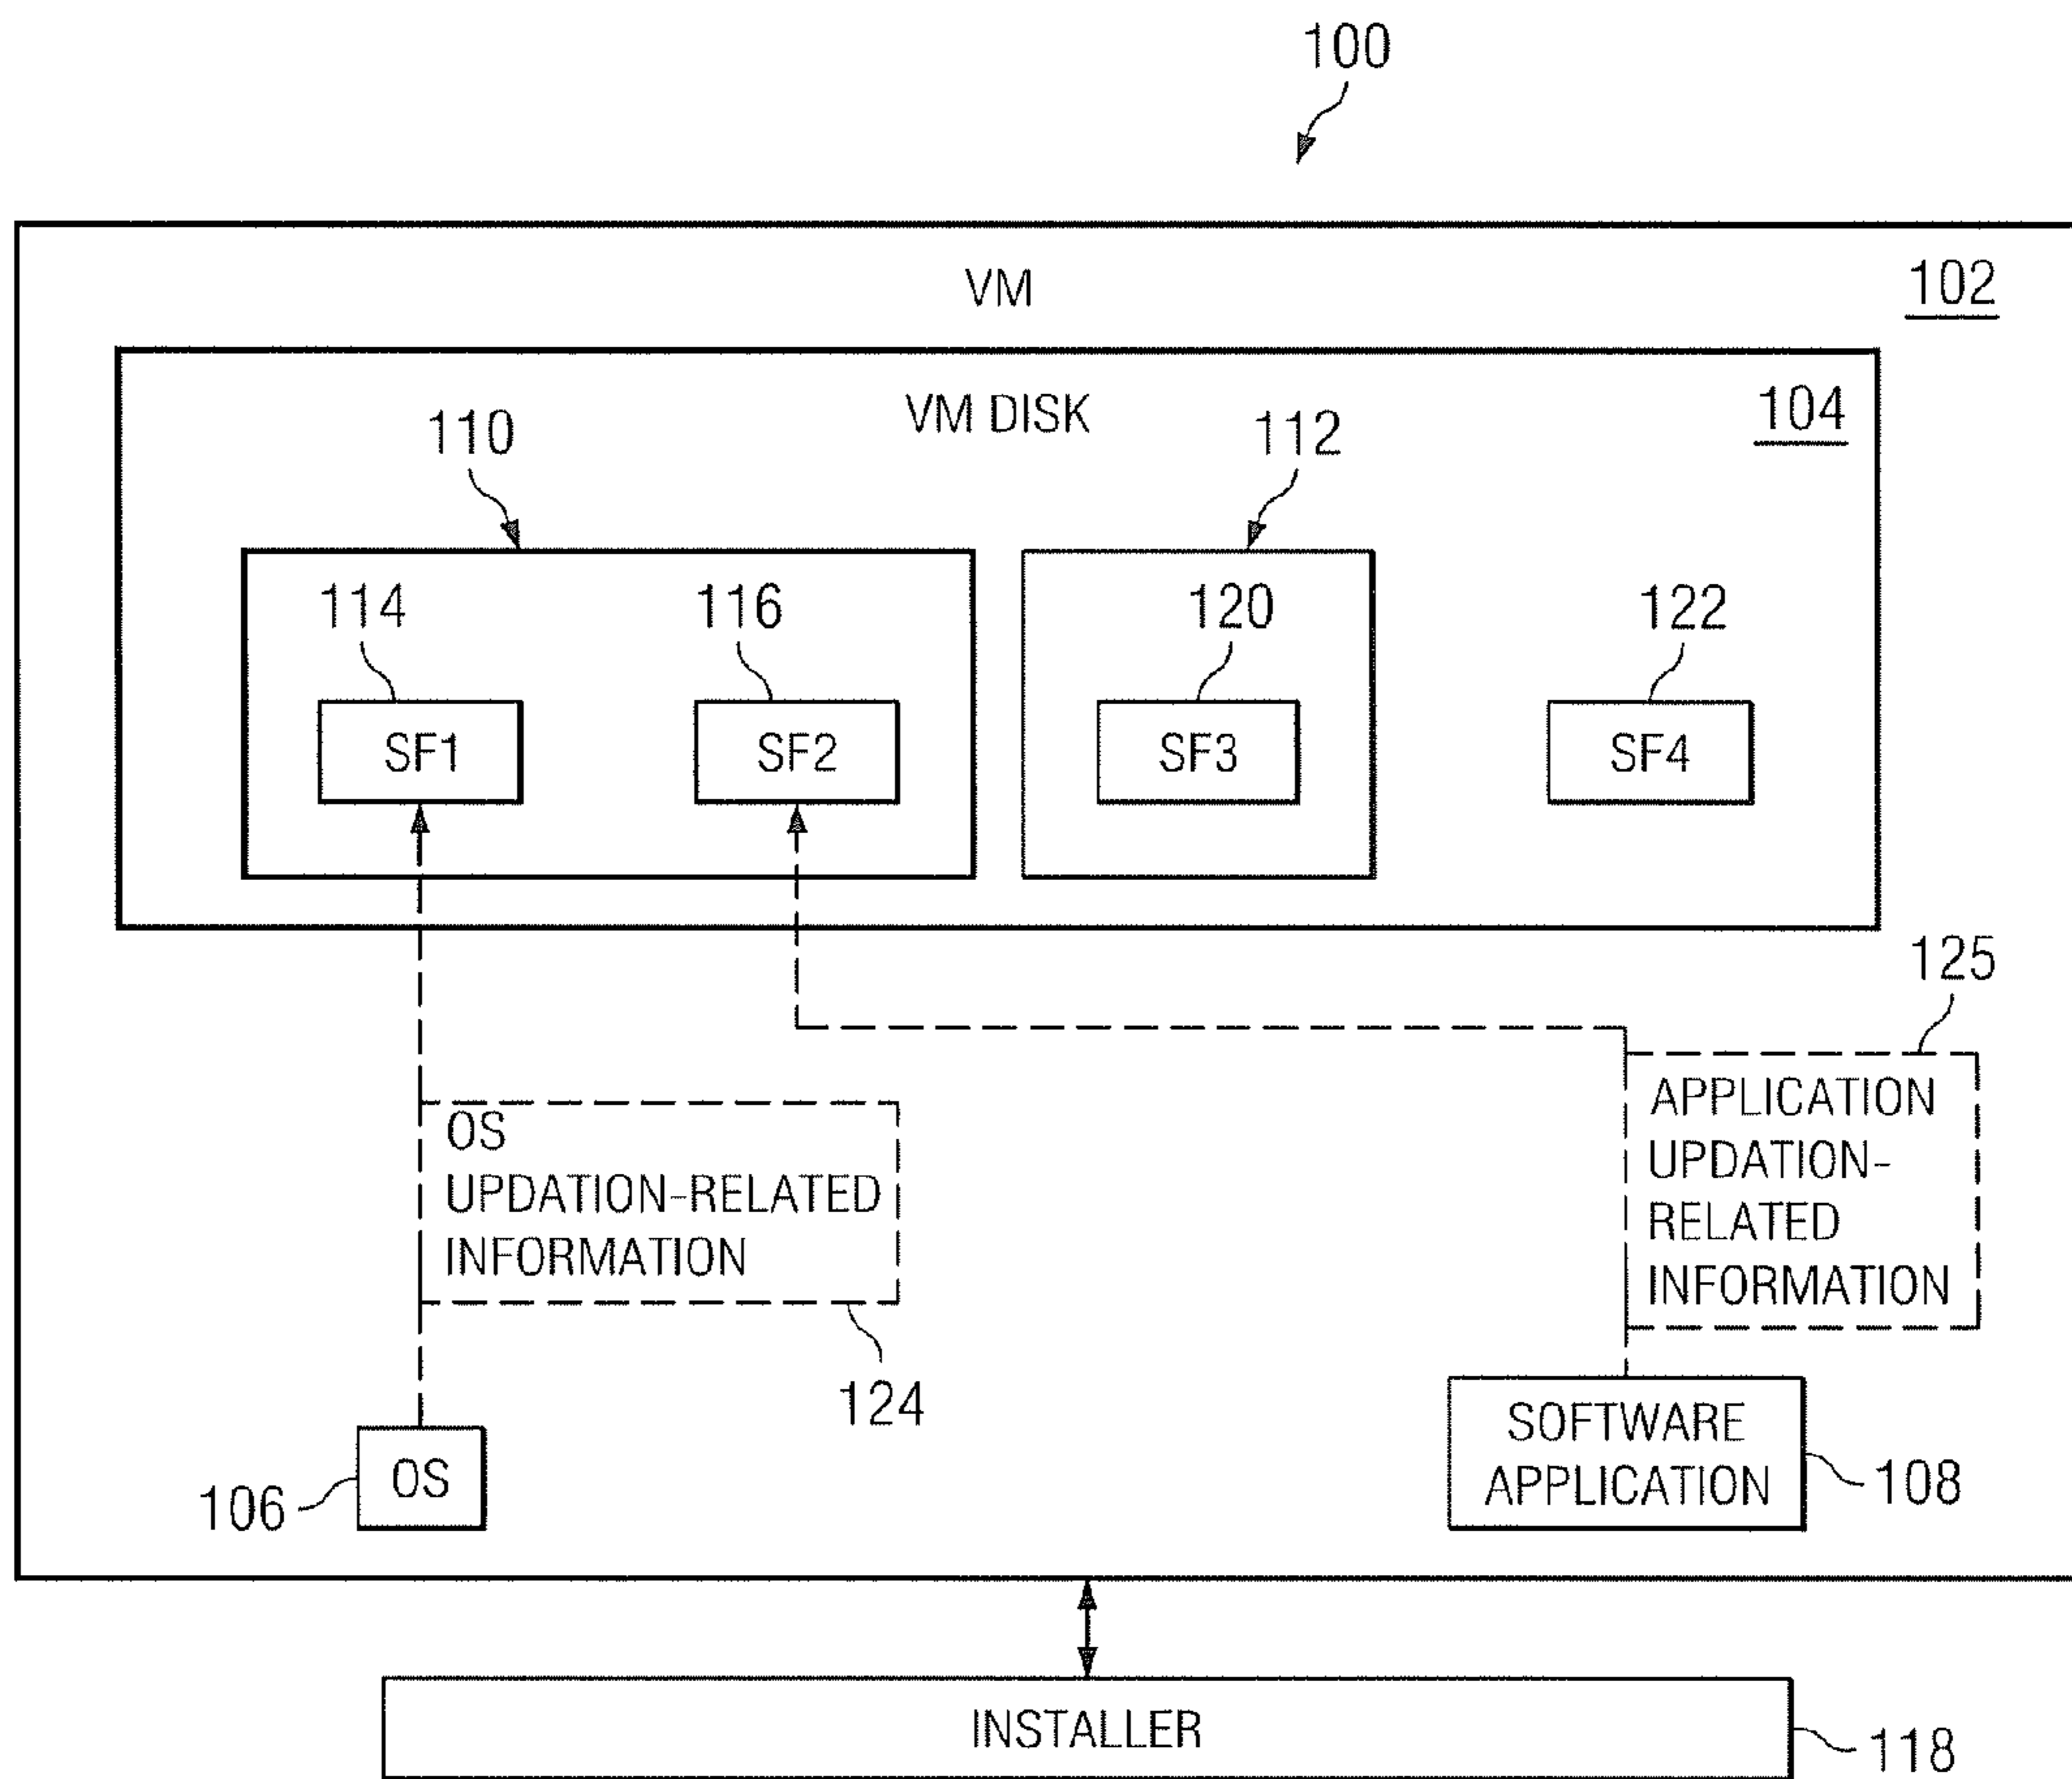 100
VM
102
VM DISK
104
110
112
114
116
120
122
SF1
SF2
SF3
SF4
125
APPLICATION
UPDATION-
RELATED
INFORMATION
OS
UPDATION-RELATED
INFORMATION
124
SOFTWARE
APPLICATION
108
OS
106
INSTALLER
118